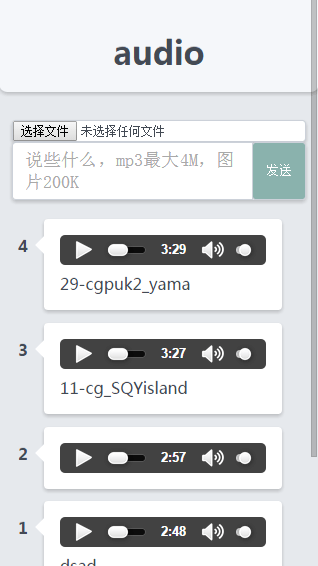 audio
选择文件 未选择任何文件
说些什么，mp3最大4M，图
片200K
发送
4
3:29
29-cgpuk2_yama
3
3:27
11-cg_SQYisland
2
2:57
1
2:48
dsad